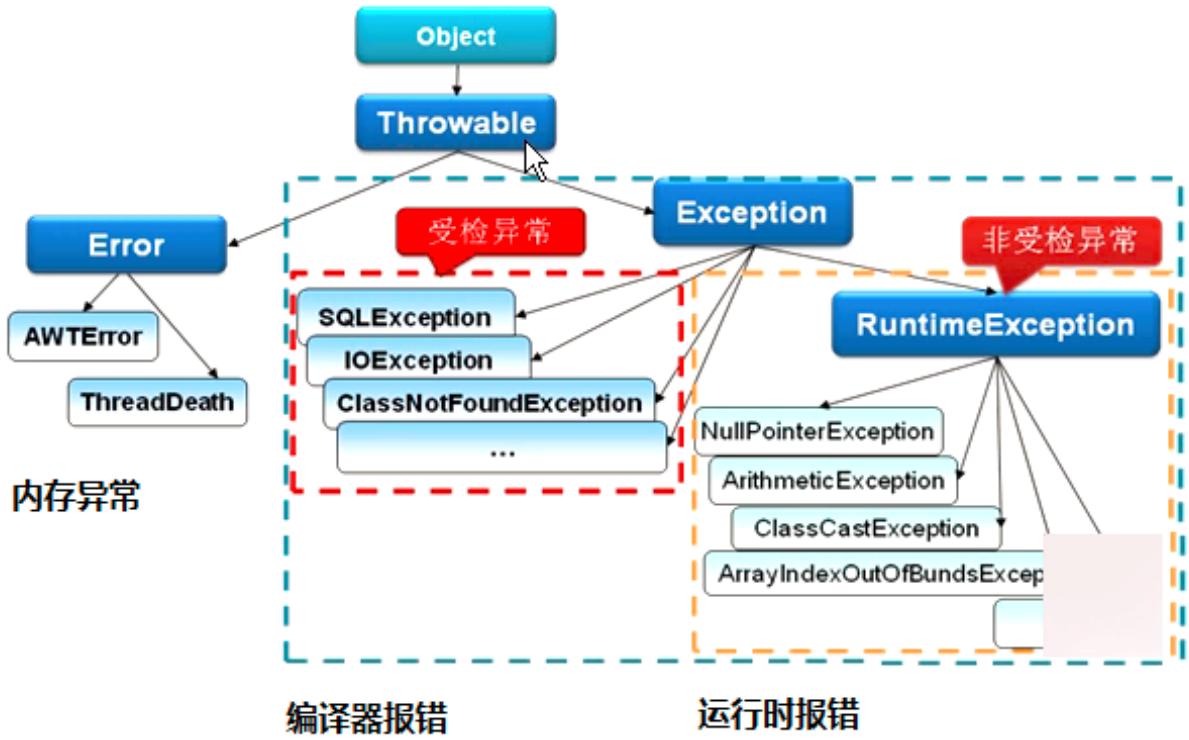 Object
Throwable
Exception
受检异常
非受检异常
Error
SQLException
RuntimeException
AWTError
IOException
ThreadDeath
ClassNotFoundException
...
NullPointerException
ArithmeticException
内存异常
ClassCastException
ArrayIndexOutOfBundsExcep
编译器报错
运行时报错